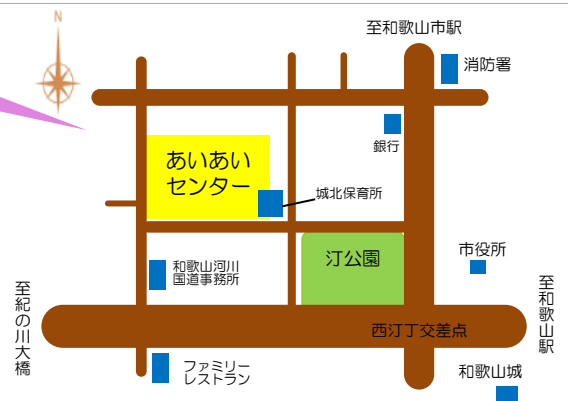 N
至和歌山市駅
消防署
銀行
あいあい
センター
城北保育所
汀公園
市役所
和歌山河川
国道事務所
至紀の川大橋
至和歌山駅
西汀丁交差点
ファミリー
レストラン
和歌山城